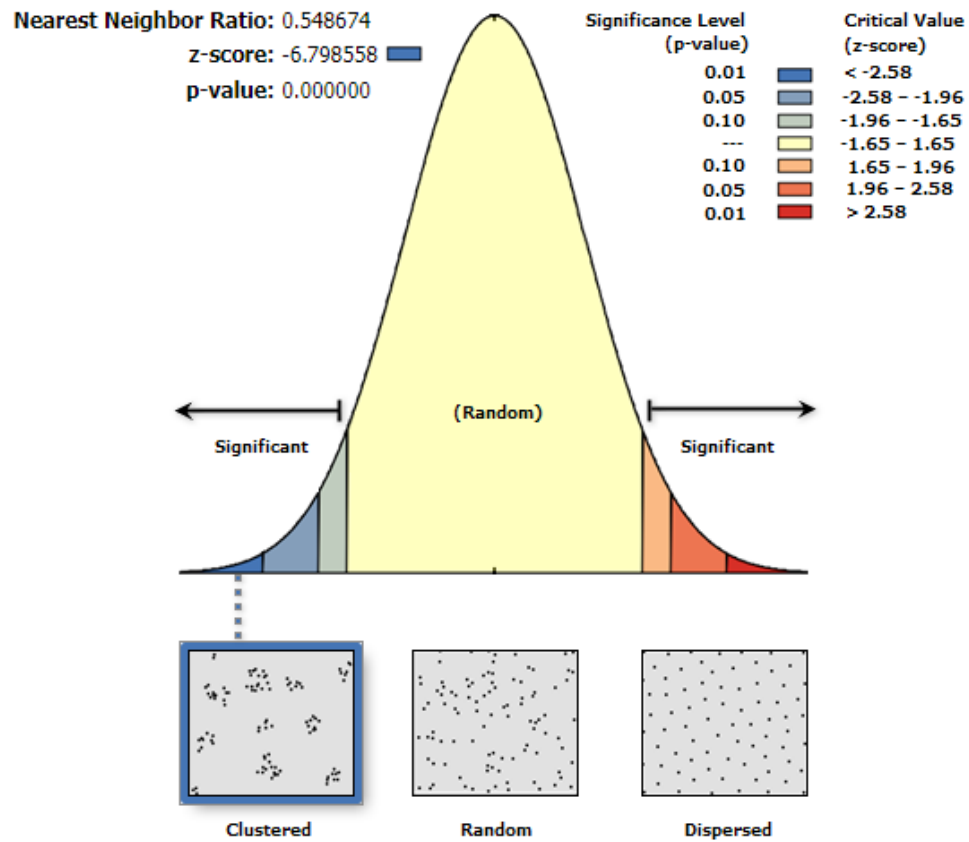 Nearest Neighbor Ratio: 0.548674
z-score: -6.798558
p-value: 0.000000
Significance Level
(p-value)
Critical Value
(z-score)
0.01 < -2.58
0.05 -2.58 – -1.96
0.10 -1.96 – -1.65
--- -1.65 – 1.65
0.10 1.65 – 1.96
0.05 1.96 – 2.58
0.01 > 2.58
(Random)
Significant
Significant
Clustered
Random
Dispersed